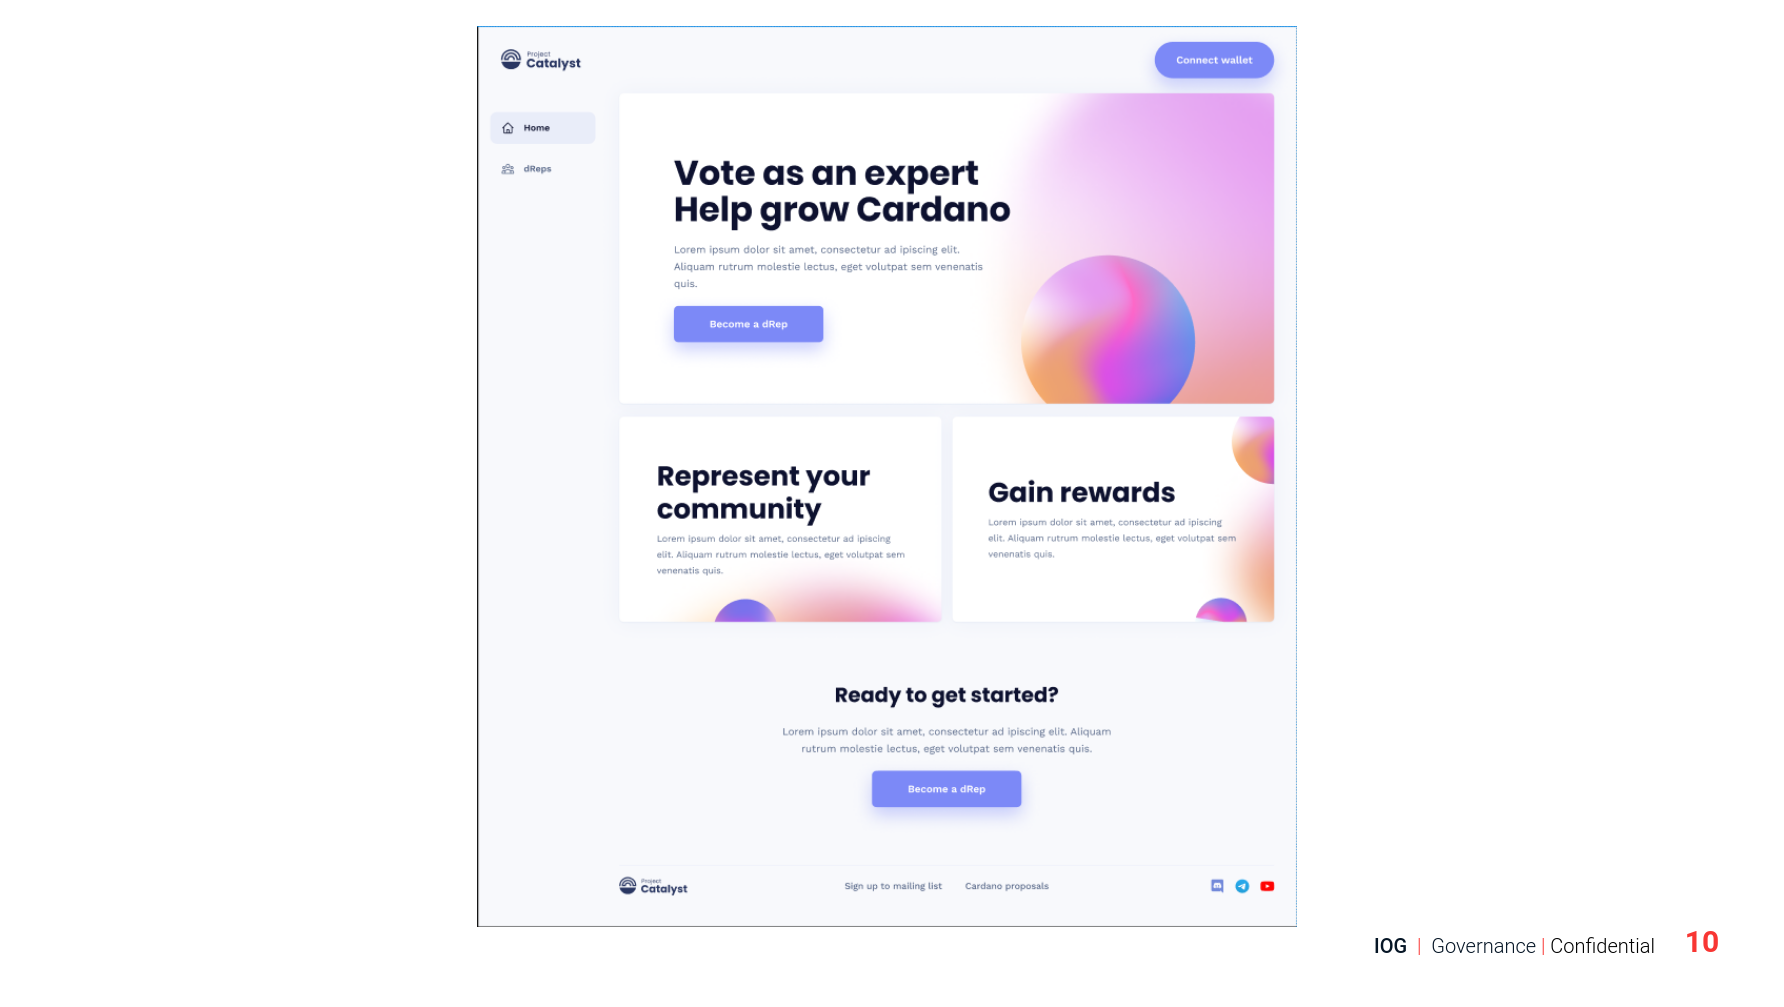 Project
Catalyst
Connect wallet
Home
dReps
Vote as an expert
Help grow Cardano
Lorem ipsum dolor sit amet, consectetur ad ipiscing elit.
Aliquam rutrum molestie lectus, eget volutpat sem venenatis
quis.
Become a dRep
Represent your
community
Lorem ipsum dolor sit amet, consectetur ad ipiscing
elit. Aliquam rutrum molestie lectus, eget volutpat sem
venenatis quis.
Gain rewards
Lorem ipsum dolor sit amet, consectetur ad ipiscing
elit. Aliquam rutrum molestie lectus, eget volutpat sem
venenatis quis.
Ready to get started?
Lorem ipsum dolor sit amet, consectetur ad ipiscing elit. Aliquam
rutrum molestie lectus, eget volutpat sem venenatis quis.
Become a dRep
Project
Catalyst
Sign up to mailing list
Cardano proposals
IOG | Governance | Confidential
10